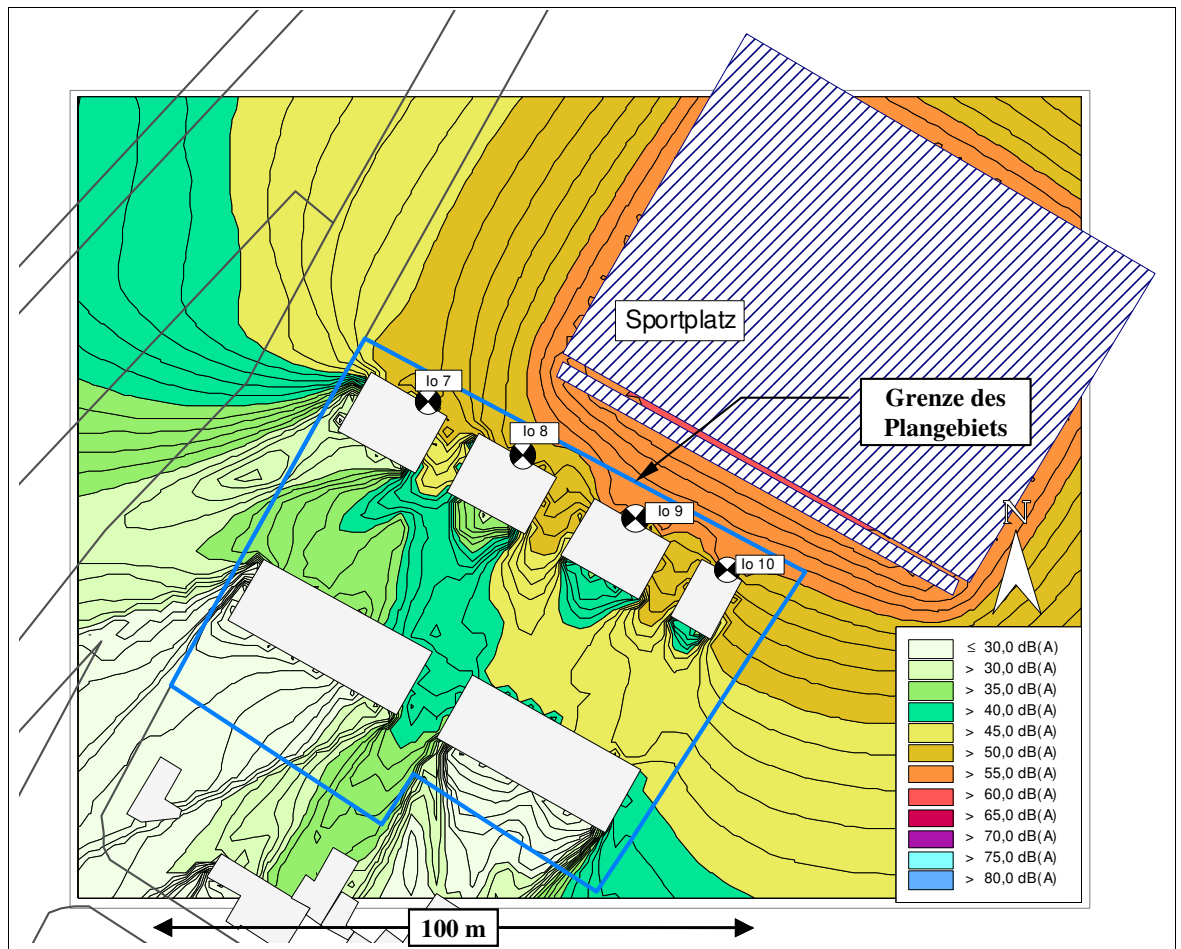 Sportplatz
Io 7
Grenze des
Plangebiets
Io 8
Io 9
N
Io 10
≤ 30,0 dB(A)
> 30,0 dB(A)
> 35,0 dB(A)
> 40,0 dB(A)
> 45,0 dB(A)
> 50,0 dB(A)
> 55,0 dB(A)
> 60,0 dB(A)
> 65,0 dB(A)
> 70,0 dB(A)
> 75,0 dB(A)
> 80,0 dB(A)
100 m